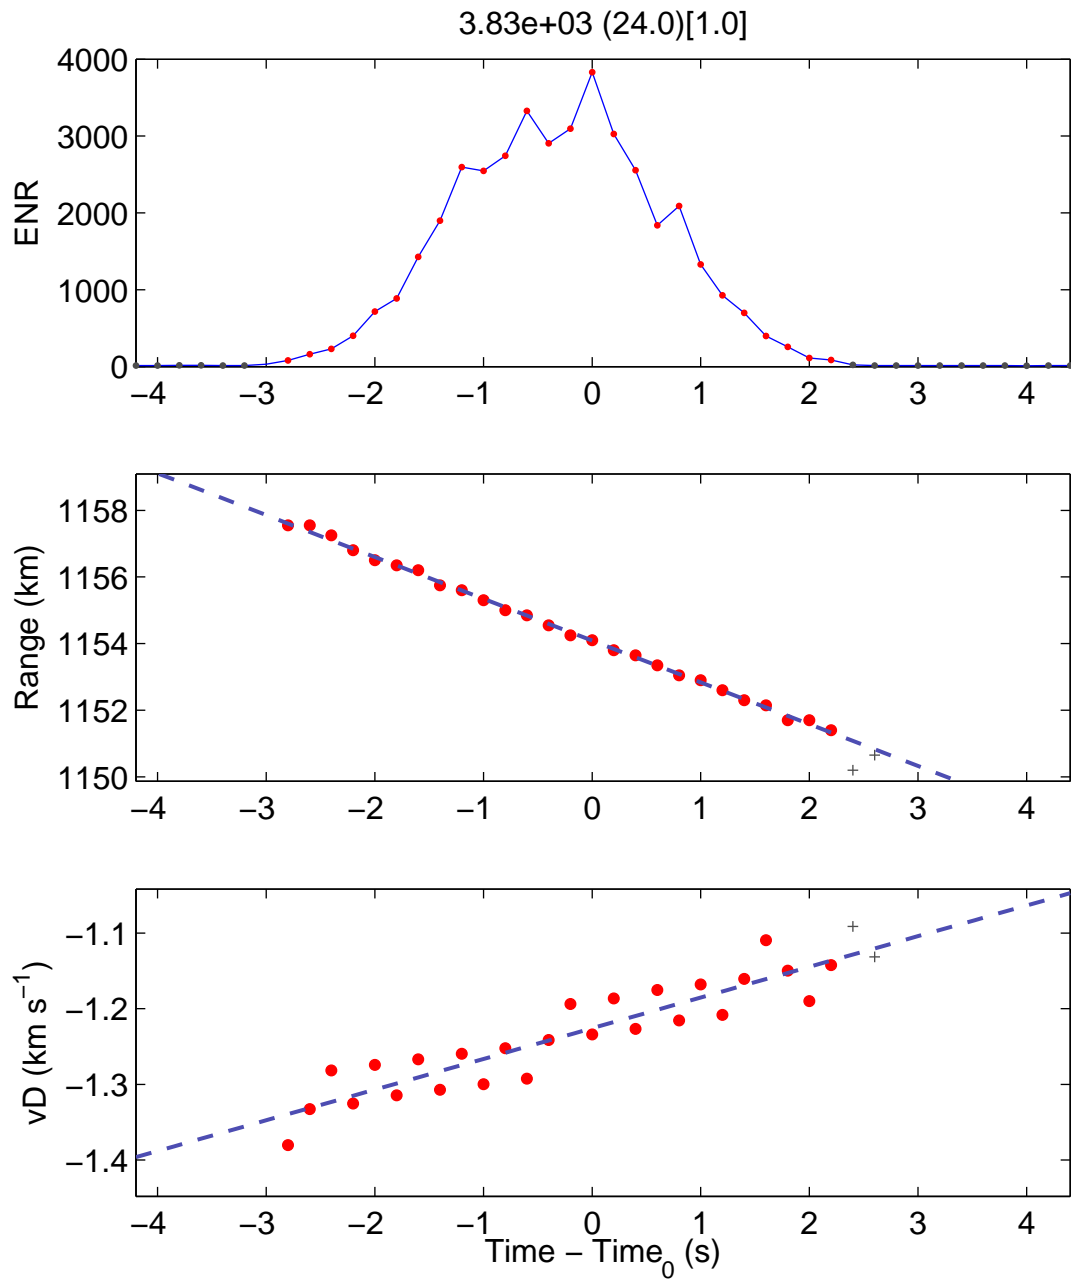 3.83e+03 (24.0)[1.0]
4000
3000
2000
1000
0
ENR
−4 −3 −2 −1 0 1 2 3 4
1158
1156
1154
1152
1150
Range (km)
−4 −3 −2 −1 0 1 2 3 4
−1.1
−1.2
−1.3
−1.4
vD (km s−1)
−4 −3 −2 −1 0 1 2 3 4
Time − Time0 (s)